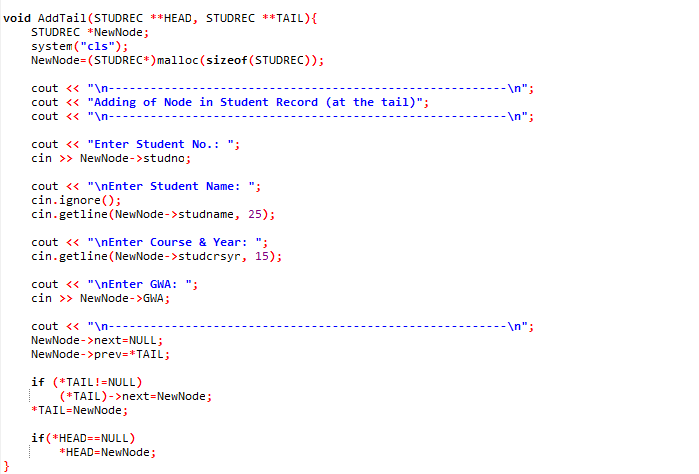 void AddTail(STUDREC **HEAD, STUDREC **TAIL){
    STUDREC *NewNode;
    system("cls");
    NewNode=(STUDREC*)malloc(sizeof(STUDREC));

    cout << "\n---------------------------------------------------------\n";
    cout << "Adding of Node in Student Record (at the tail)";
    cout << "\n---------------------------------------------------------\n";

    cout << "Enter Student No.: ";
    cin >> NewNode->studno;

    cout << "\nEnter Student Name: ";
    cin.ignore();
    cin.getline(NewNode->studname, 25);

    cout << "\nEnter Course & Year: ";
    cin.getline(NewNode->studcrsyr, 15);

    cout << "\nEnter GWA: ";
    cin >> NewNode->GWA;

    cout << "\n---------------------------------------------------------\n";
    NewNode->next=NULL;
    NewNode->prev=*TAIL;

    if (*TAIL!=NULL)
        (*TAIL)->next=NewNode;
    *TAIL=NewNode;

    if(*HEAD==NULL)
        *HEAD=NewNode;
}